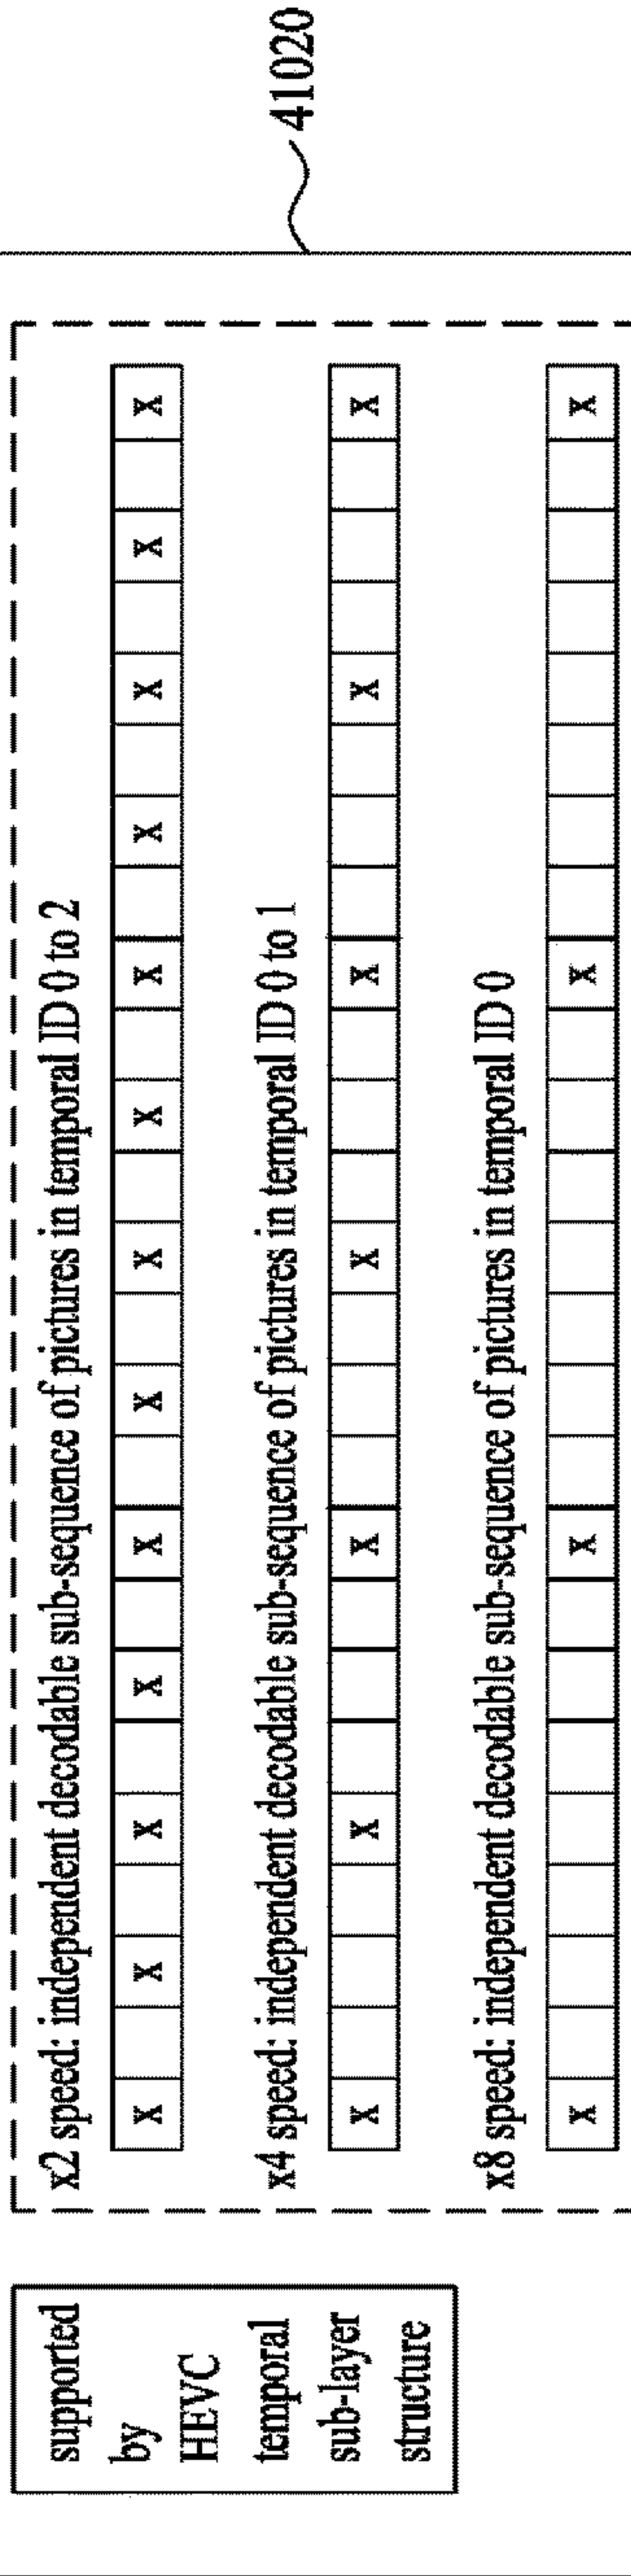 supported
by
HEVC
temporal
sub-layer
structure
x2 speed: independent decodable sub-sequence of pictures in temporal ID 0 to 2
X X X X X X X X X X X X X
x4 speed: independent decodable sub-sequence of pictures in temporal ID 0 to 1
X X X X X X X
x8 speed: independent decodable sub-sequence of pictures in temporal ID 0
X X X X
41020